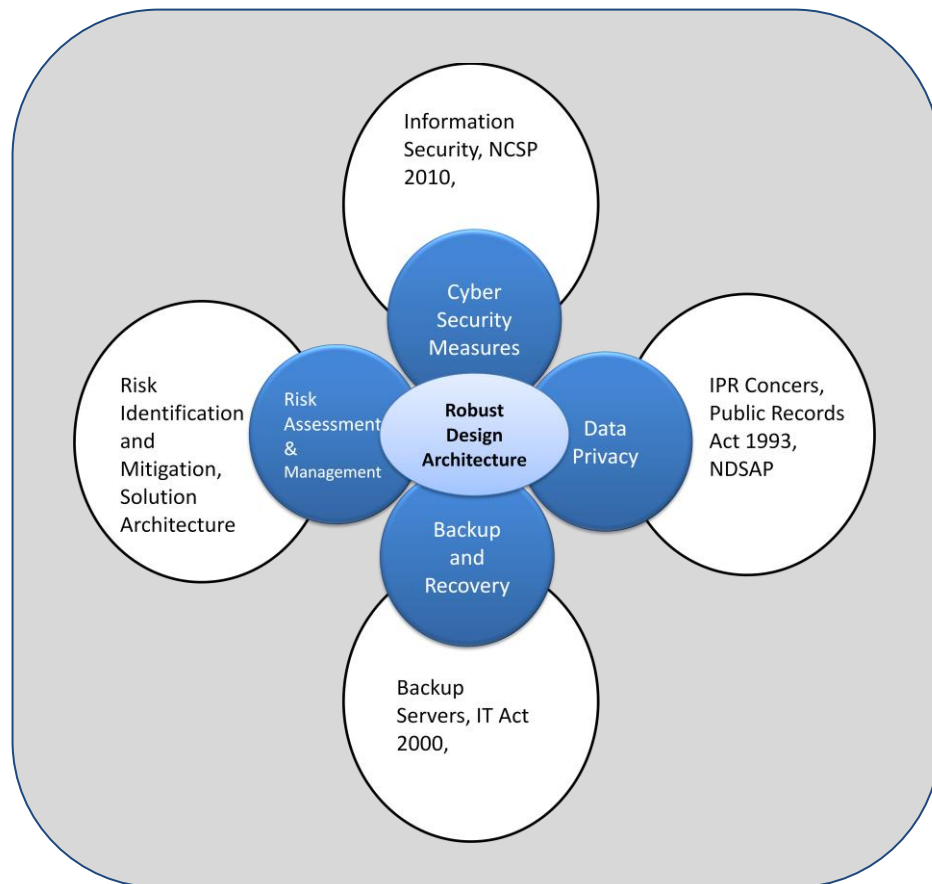 Information
Security, NCSP
2010,
Cyber
Security
Measures
Risk
Identification
and
Mitigation,
Solution
Architecture
Risk
Assessment
&
Management
Robust
Design
Architecture
Data
Privacy
IPR Concers,
Public Records
Act 1993,
NDSAP
Backup
and
Recovery
Backup
Servers, IT Act
2000,